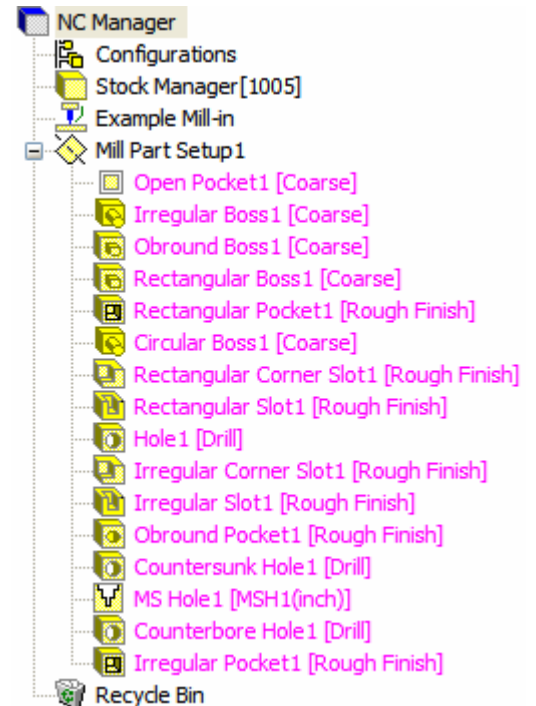 NC Manager
Configurations
Stock Manager[1005]
Example Mill-in
Mill Part Setup1
Open Pocket1 [Coarse]
Irregular Boss1 [Coarse]
Obround Boss1 [Coarse]
Rectangular Boss1 [Coarse]
Rectangular Pocket1 [Rough Finish]
Circular Boss1 [Coarse]
Rectangular Corner Slot1 [Rough Finish]
Rectangular Slot1 [Rough Finish]
Hole1 [Drill]
Irregular Corner Slot1 [Rough Finish]
Irregular Slot1 [Rough Finish]
Obround Pocket1 [Rough Finish]
Countersunk Hole1 [Drill]
MS Hole1 [MSH1(inch)]
Counterbore Hole1 [Drill]
Irregular Pocket1 [Rough Finish]
Recycle Bin